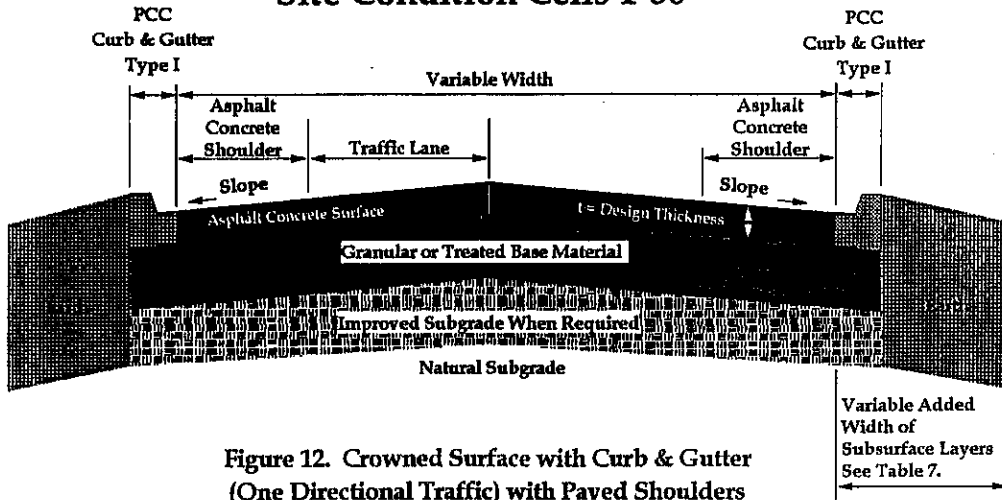 PCC
Curb & Gutter
Type I
PCC
Curb & Gutter
Type I
Variable Width
Asphalt
Concrete
Shoulder
Traffic Lane
Asphalt
Concrete
Shoulder
Slope
Slope
Asphalt Concrete Surface
t = Design Thickness
Granular or Treated Base Material
Improved Subgrade When Required
Natural Subgrade
Variable Added
Width of
Subsurface Layers
See Table 7.
Figure 12. Crowned Surface with Curb & Gutter
(One Directional Traffic) with Paved Shoulders